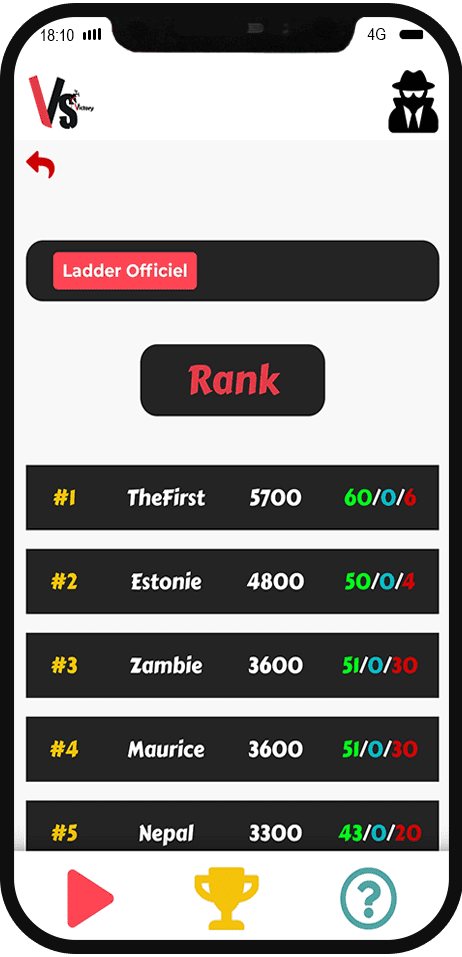 18:10 4G
Vs Victory
Ladder Officiel
Rank
#1 TheFirst 5700 60/0/6
#2 Estonie 4800 50/0/4
#3 Zambie 3600 51/0/30
#4 Maurice 3600 51/0/30
#5 Nepal 3300 43/0/20
?